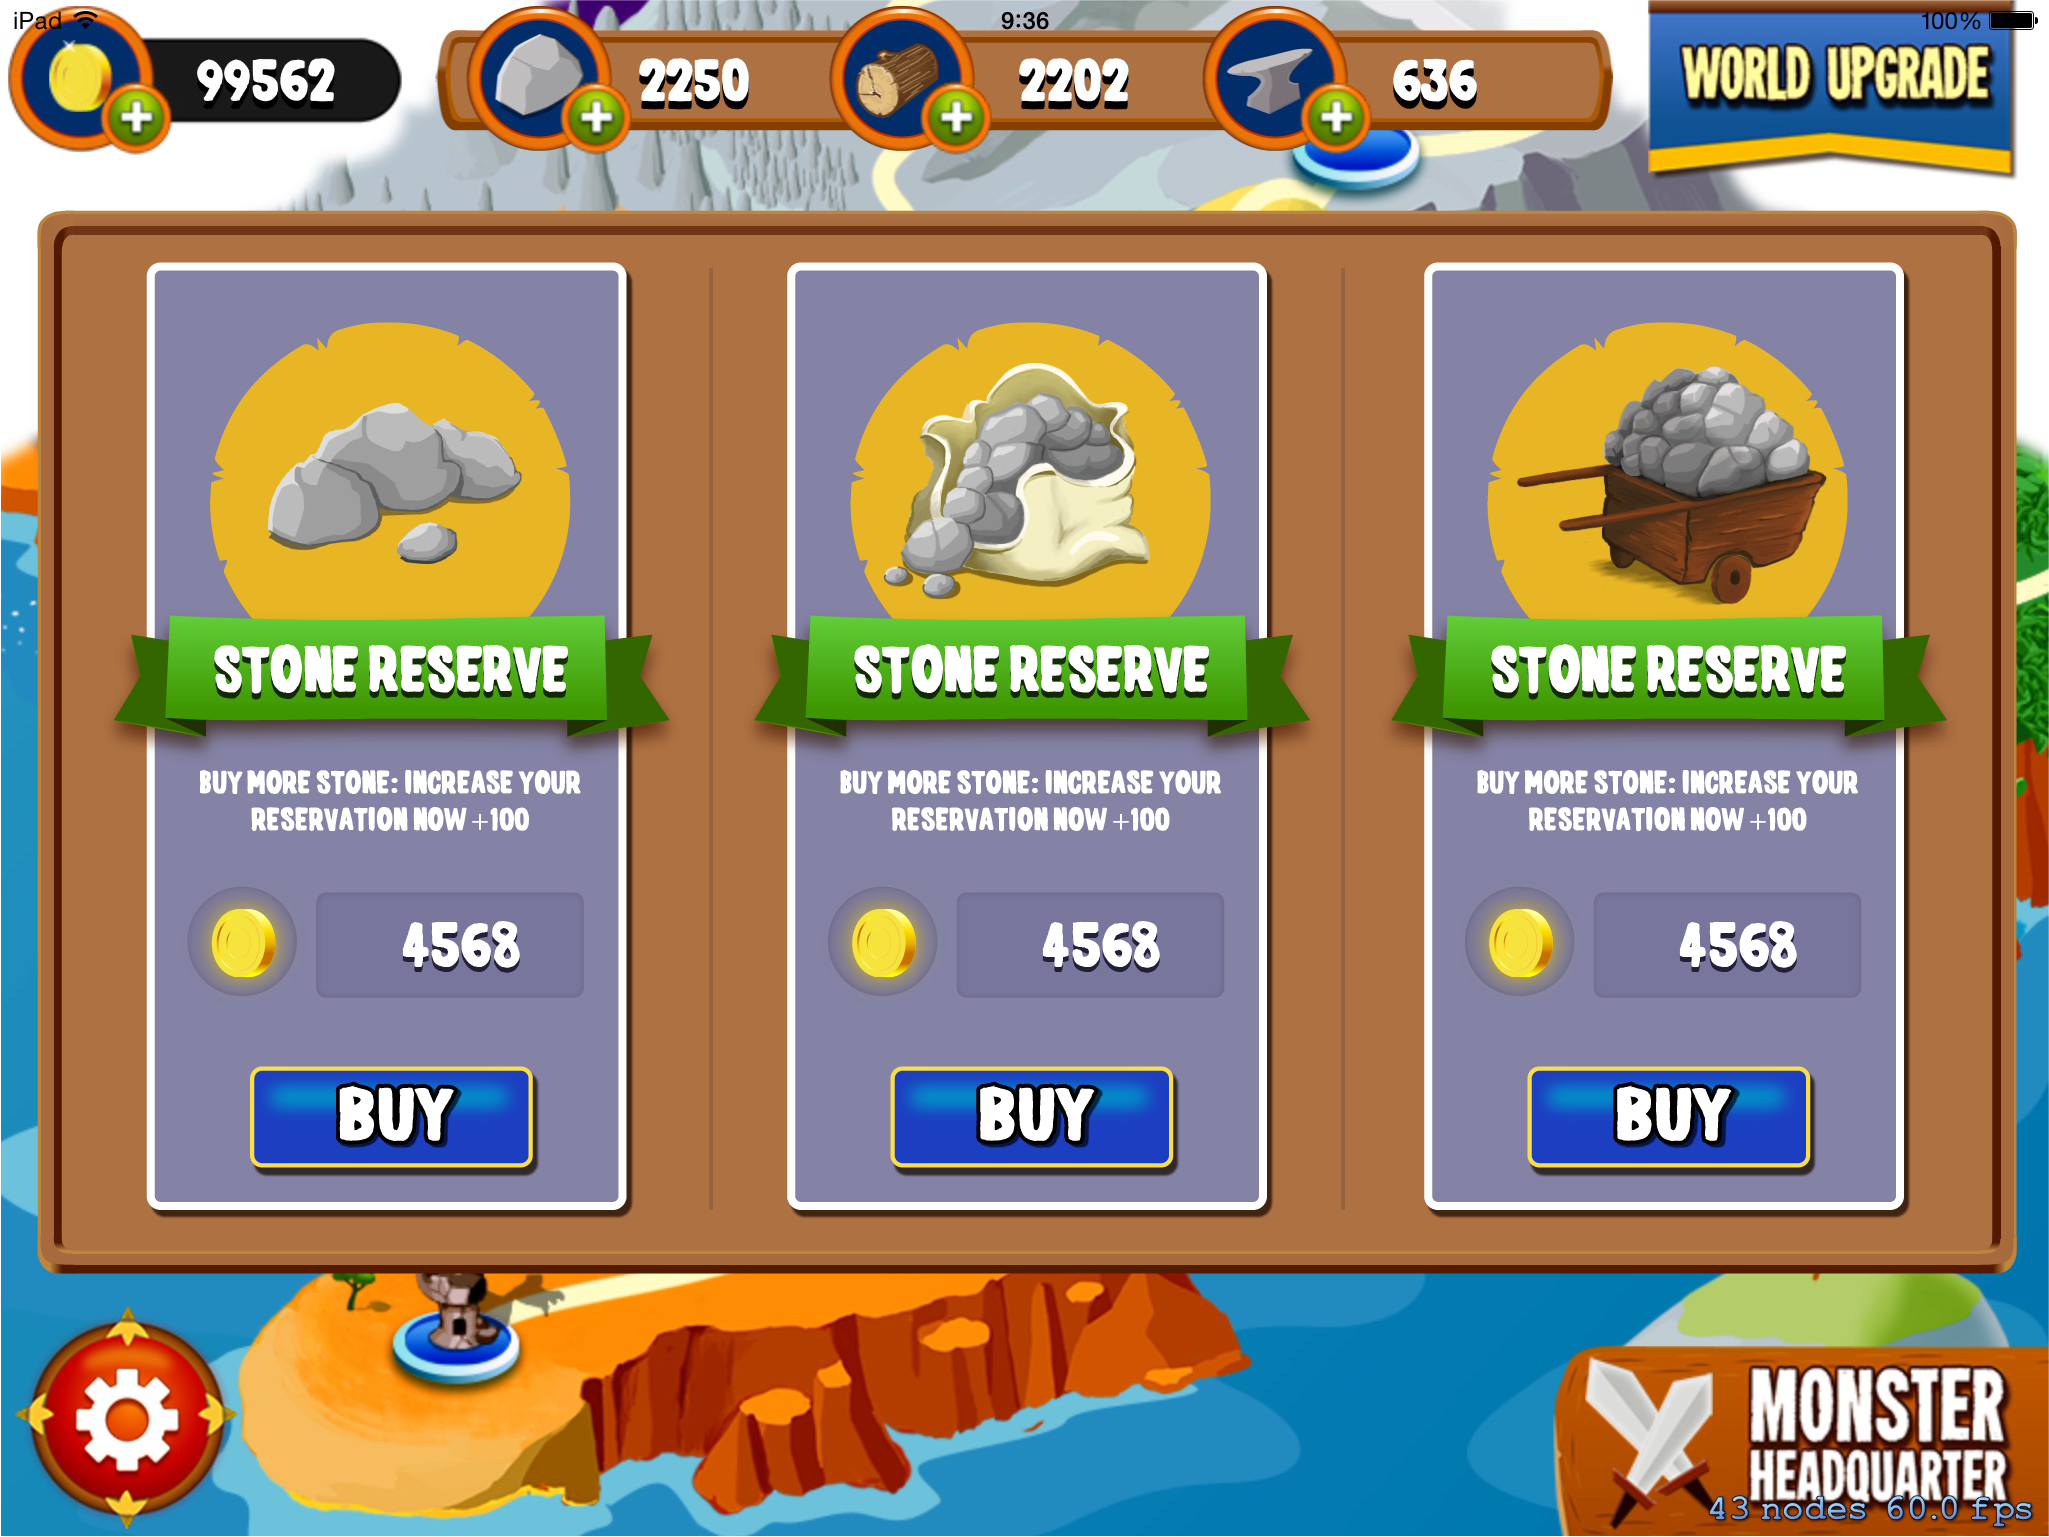 iPad 9:36 100%
99562 2250 2202 636 WORLD UPGRADE
STONE RESERVE
BUY MORE STONE: INCREASE YOUR
RESERVATION NOW +100
4568
BUY
STONE RESERVE
BUY MORE STONE: INCREASE YOUR
RESERVATION NOW +100
4568
BUY
STONE RESERVE
BUY MORE STONE: INCREASE YOUR
RESERVATION NOW +100
4568
BUY
MONSTER
HEADQUARTER
43 nodes 60.0 fps